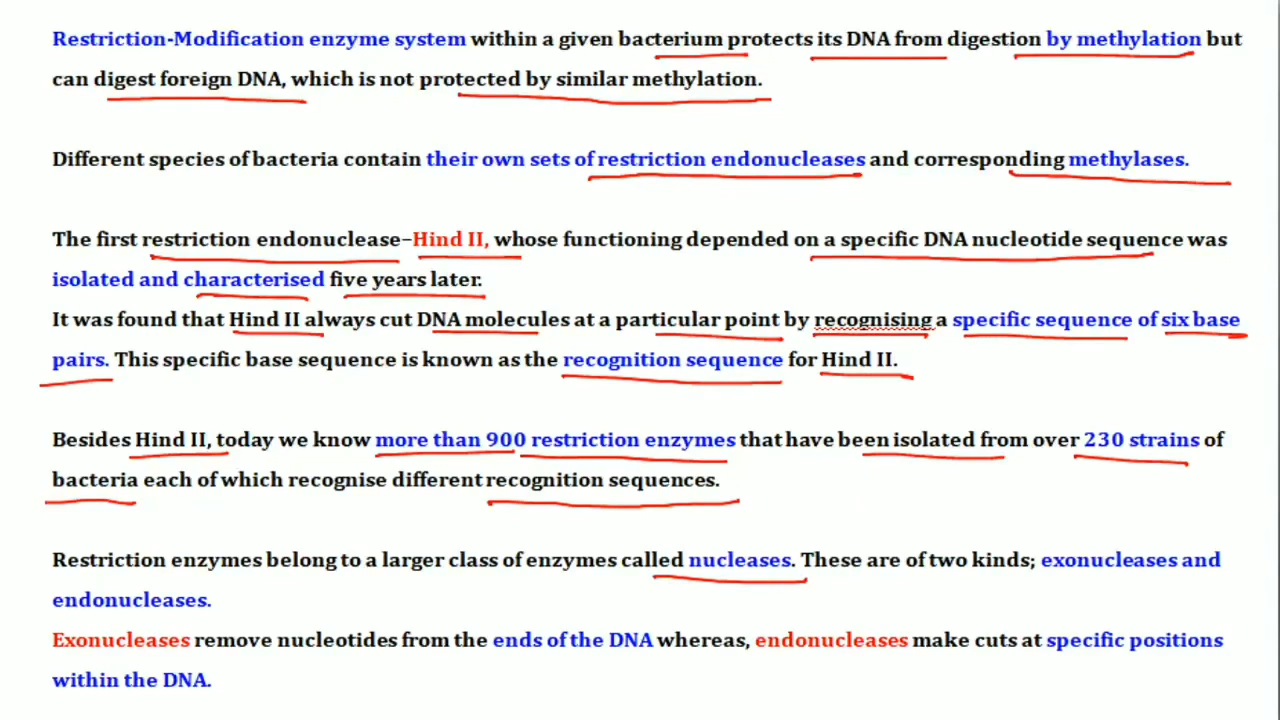 Restriction-Modification enzyme system within a given bacterium protects its DNA from digestion by methylation but
can digest foreign DNA, which is not protected by similar methylation.
Different species of bacteria contain their own sets of restriction endonucleases and corresponding methylases.
The first restriction endonuclease–Hind II, whose functioning depended on a specific DNA nucleotide sequence was
isolated and characterised five years later.
It was found that Hind II always cut DNA molecules at a particular point by recognising a specific sequence of six base
pairs. This specific base sequence is known as the recognition sequence for Hind II.
Besides Hind II, today we know more than 900 restriction enzymes that have been isolated from over 230 strains of
bacteria each of which recognise different recognition sequences.
Restriction enzymes belong to a larger class of enzymes called nucleases. These are of two kinds; exonucleases and
endonucleases.
Exonucleases remove nucleotides from the ends of the DNA whereas, endonucleases make cuts at specific positions
within the DNA.